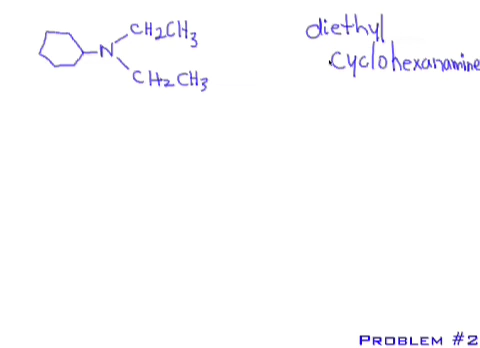 CH2CH3
diethyl
N
cyclohexanamine
CH2CH3
PROBLEM #2